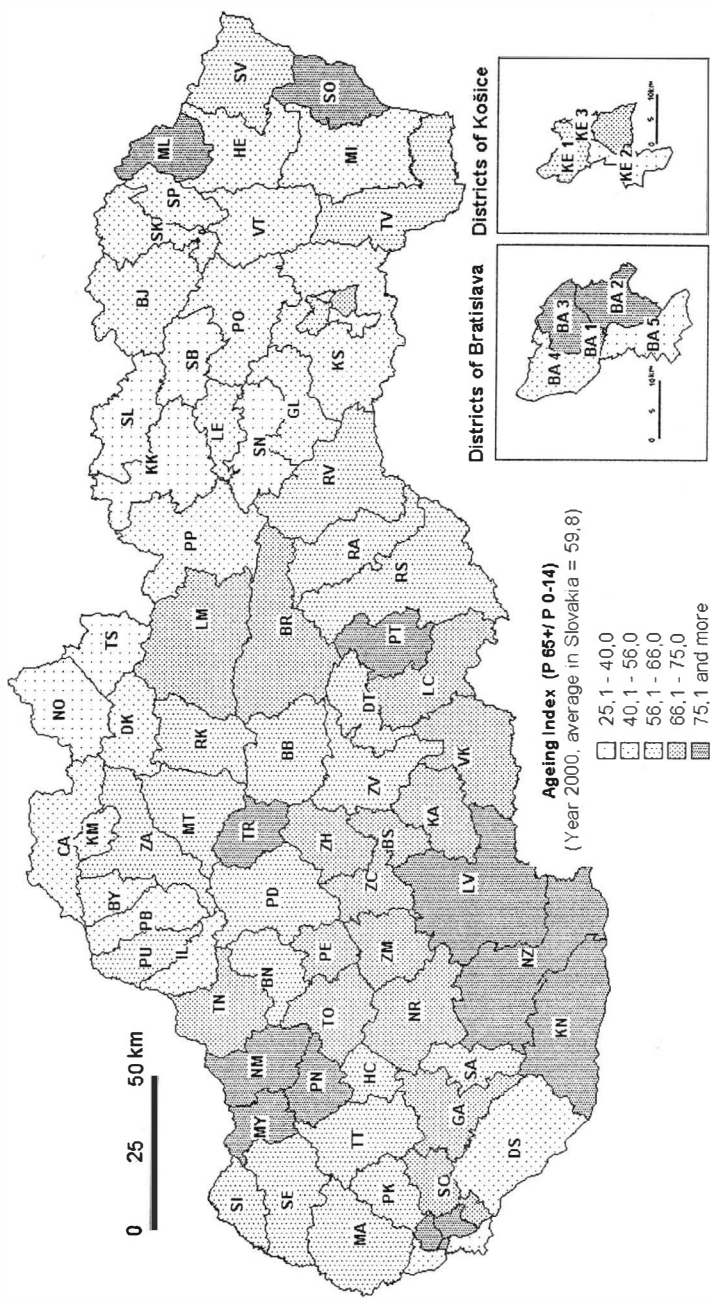 0 25 50 km
CA
NO
KM
TS
BY
DK
ZA
PU
PB
IL
MT
RK
LM
PP
SL
KK
BJ
SK
SP
ML
SV
HE
SB
LE
PO
VT
SN
GL
KS
MI
SO
TV
TN
BN
PD
TR
BB
BR
RV
RA
RS
SI
MY
NM
SE
PN
TO
PE
ZH
ZV
DT
PT
LC
MA
TT
HC
ZM
ZC
BS
KA
VK
PK
SC
GA
NR
SA
LV
DS
NZ
KN
Ageing Index (P 65+/ P 0-14)
(Year 2000, average in Slovakia = 59,8)
25,1 - 40,0
40,1 - 56,0
56,1 - 66,0
66,1 - 75,0
75,1 and more
Districts of Bratislava
BA 4
BA 3
BA 1
BA 2
BA 5
0 5 10km
Districts of Košice
KE 1
KE 3
KE 2
0 5 10km